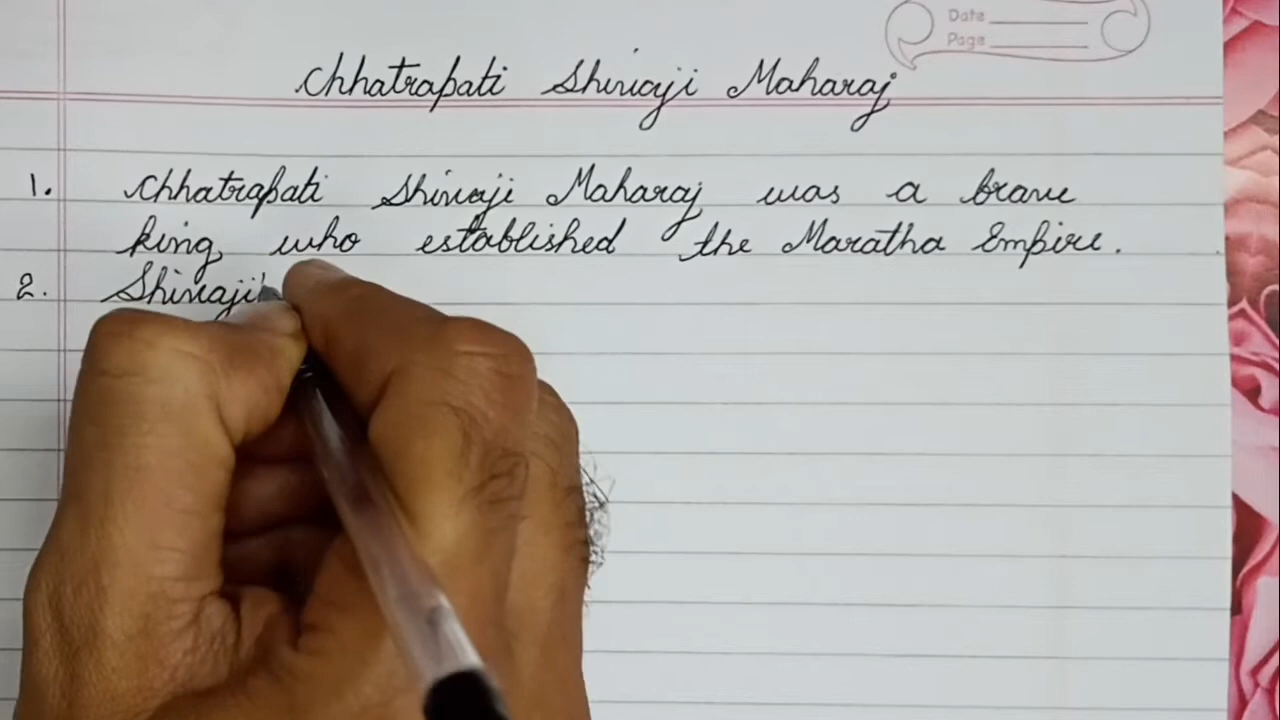 Date
Page
Chhatrapati Shivaji Maharaj
1. Chhatrapati Shivaji Maharaj was a brave
king who established the Maratha Empire.
2. Shivaji'